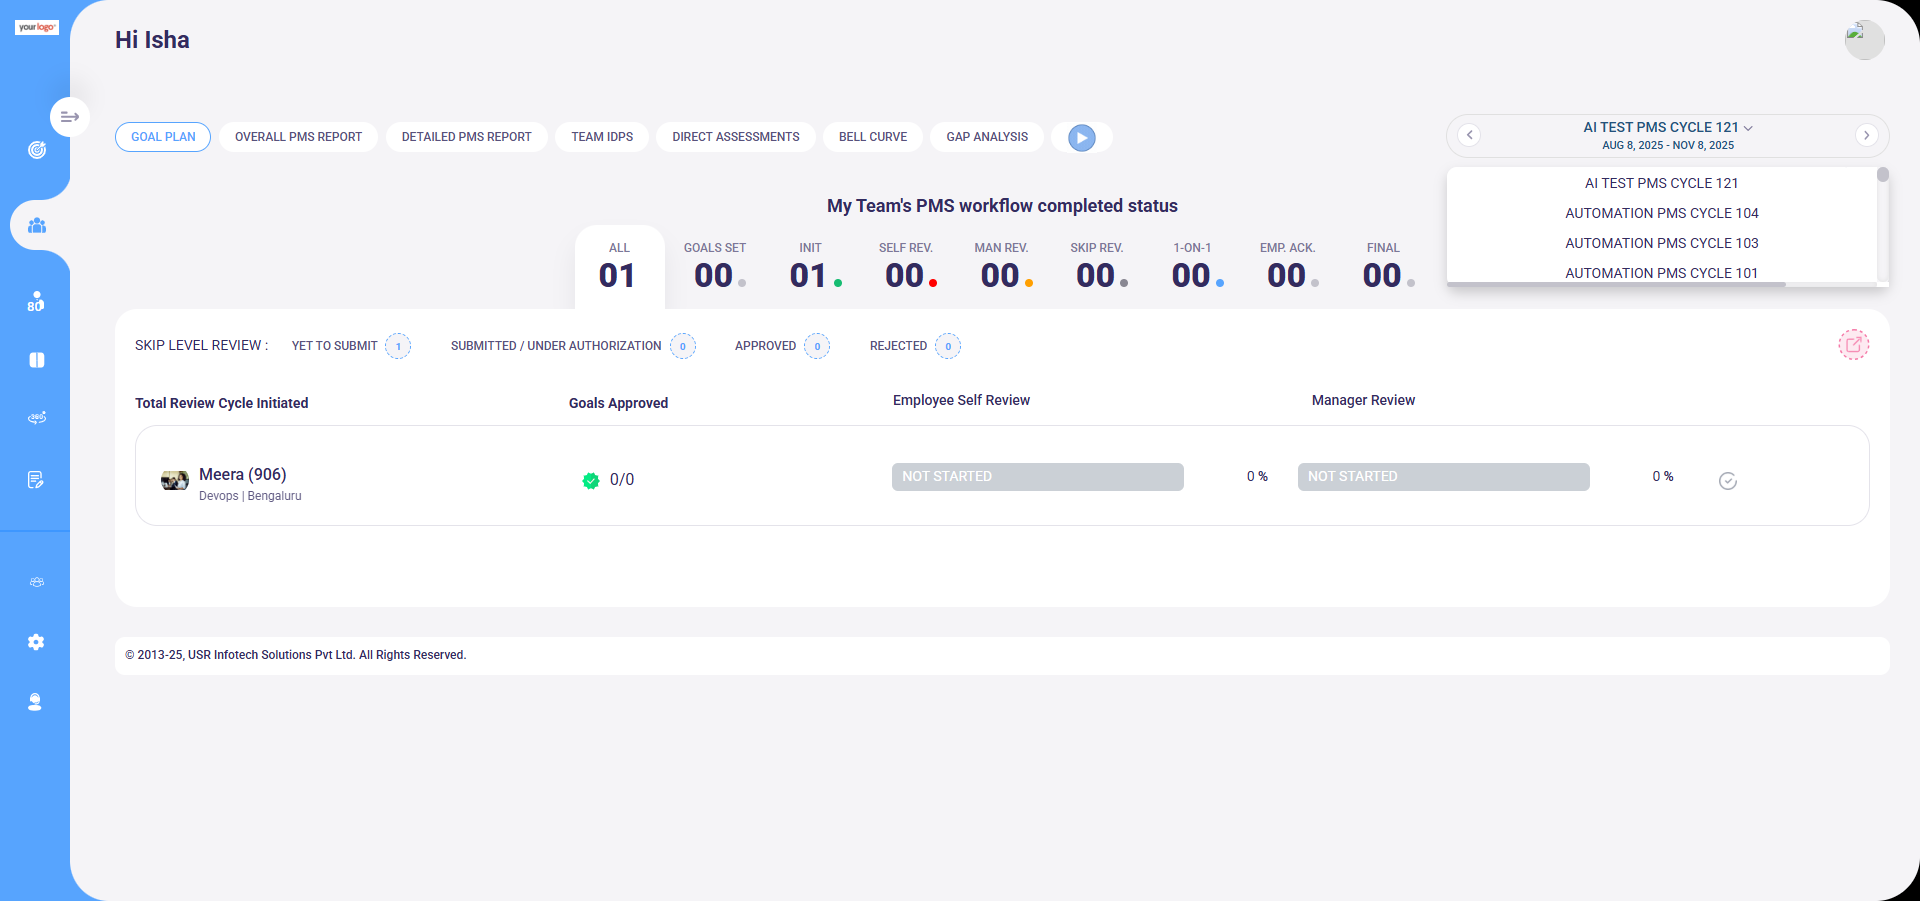 yourlogo
Hi Isha
GOAL PLAN
OVERALL PMS REPORT
DETAILED PMS REPORT
TEAM IDPS
DIRECT ASSESSMENTS
BELL CURVE
GAP ANALYSIS
AI TEST PMS CYCLE 121
AUG 8, 2025 - NOV 8, 2025
AI TEST PMS CYCLE 121
AUTOMATION PMS CYCLE 104
AUTOMATION PMS CYCLE 103
AUTOMATION PMS CYCLE 101
My Team's PMS workflow completed status
ALL GOALS SET INIT SELF REV. MAN REV. SKIP REV. 1-ON-1 EMP. ACK. FINAL
01 00 01 00 00 00 00 00 00
SKIP LEVEL REVIEW : YET TO SUBMIT 1 SUBMITTED / UNDER AUTHORIZATION 0 APPROVED 0 REJECTED 0
Total Review Cycle Initiated Goals Approved Employee Self Review Manager Review
Meera (906) 0/0 NOT STARTED 0 % NOT STARTED 0 %
Devops | Bengaluru
80
360
© 2013-25, USR Infotech Solutions Pvt Ltd. All Rights Reserved.